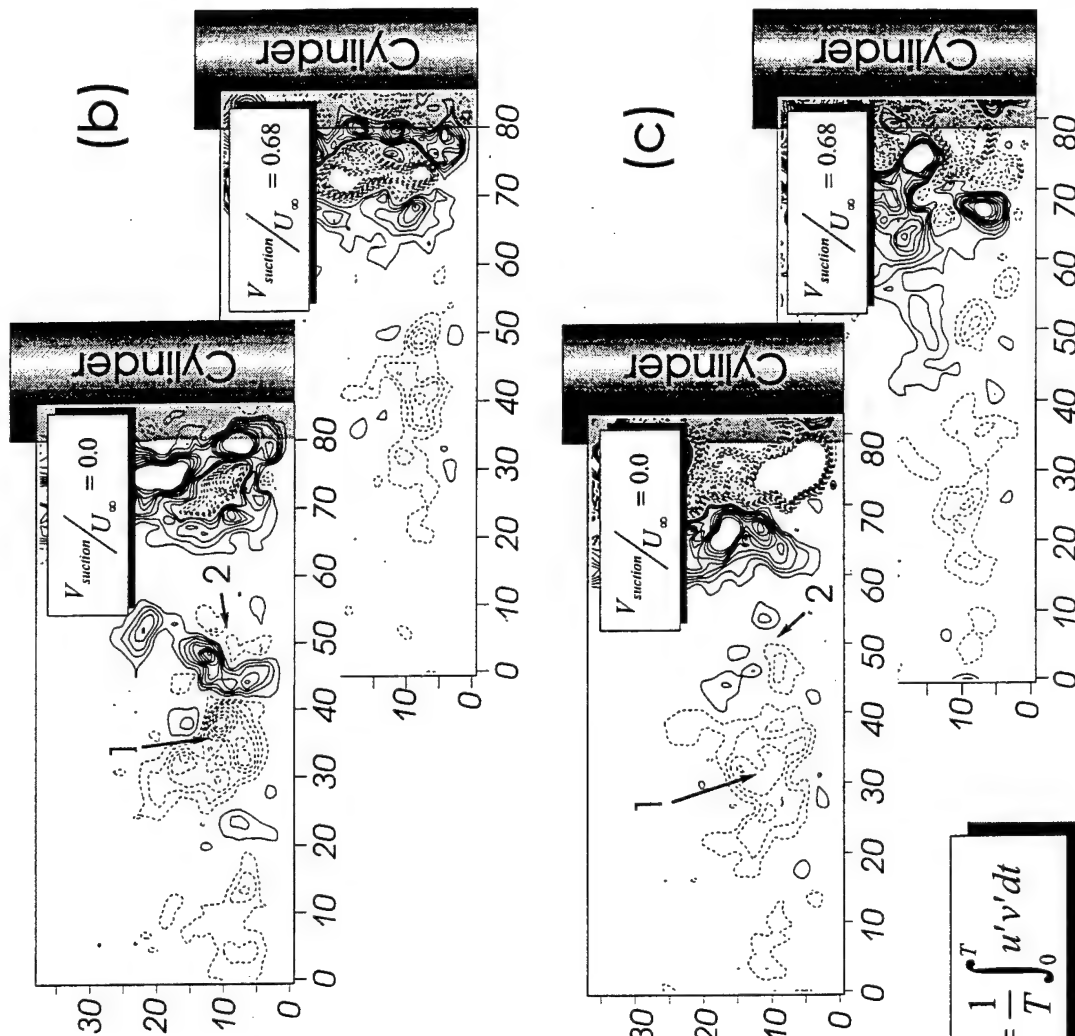 (b)
Cylinder
V_suction/U_∞ = 0.0
1
2
30
20
10
0
0 10 20 30 40 50 60 70 80
Cylinder
V_suction/U_∞ = 0.68
10
0
0 10 20 30 40 50 60 70 80
(c)
Cylinder
V_suction/U_∞ = 0.0
1
2
30
20
10
0
0 10 20 30 40 50 60 70 80
Cylinder
V_suction/U_∞ = 0.68
10
0
0 10 20 30 40 50 60 70 80
= 1/T ∫_0^T u'v'dt